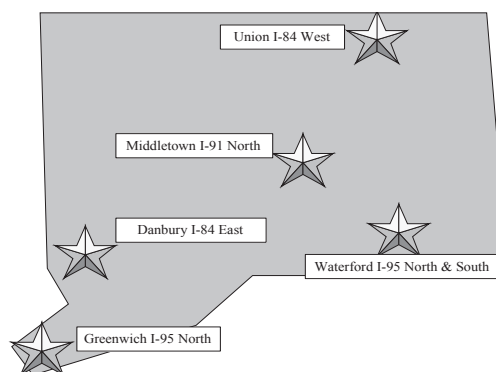 Union I-84 West
Middletown I-91 North
Danbury I-84 East
Waterford I-95 North & South
Greenwich I-95 North